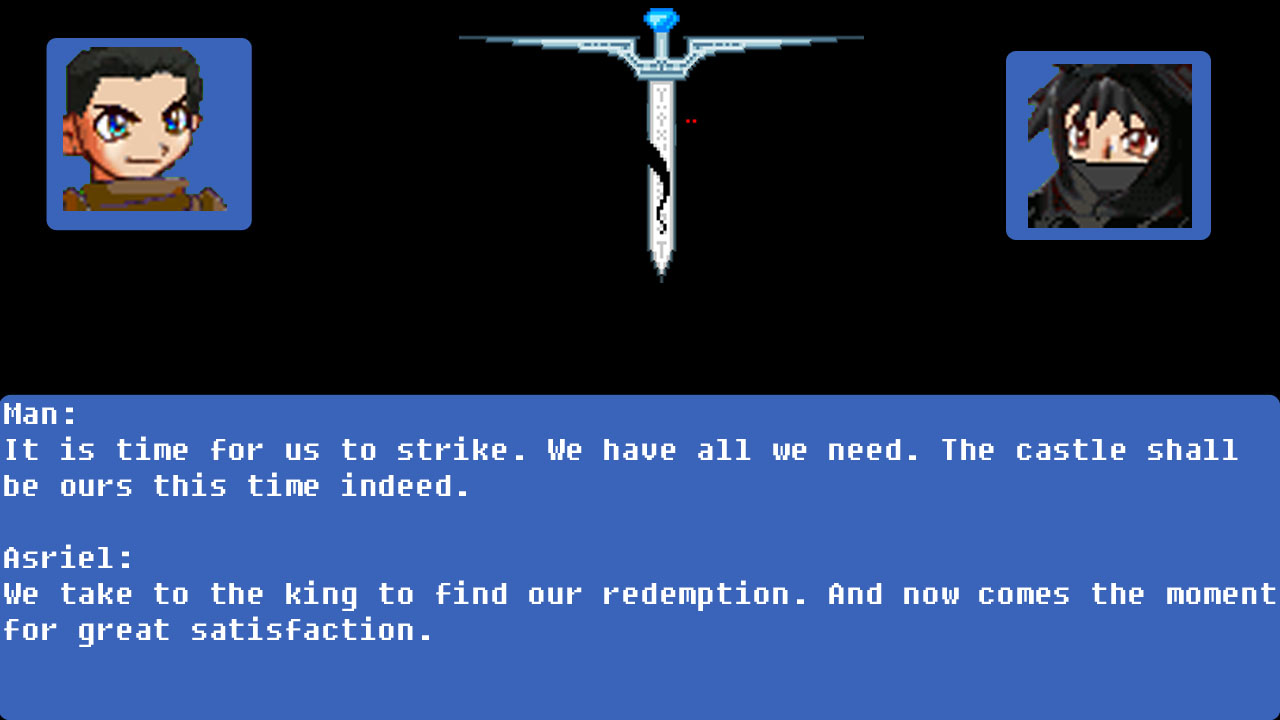 Man:
It is time for us to strike. We have all we need. The castle shall
be ours this time indeed.
Asriel:
We take to the king to find our redemption. And now comes the moment
for great satisfaction.